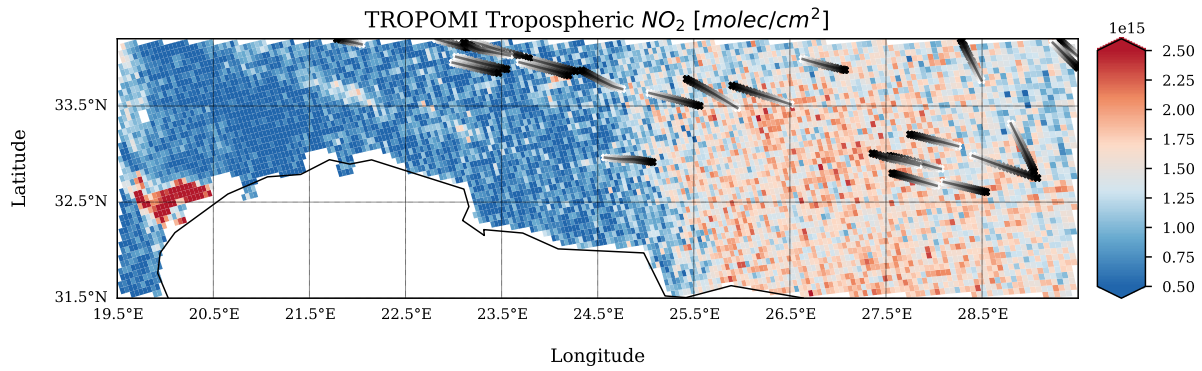 TROPOMI Tropospheric NO₂ [molec/cm²]
1e15
2.50
2.25
2.00
1.75
1.50
1.25
1.00
0.75
0.50
Latitude
33.5°N
32.5°N
31.5°N
19.5°E 20.5°E 21.5°E 22.5°E 23.5°E 24.5°E 25.5°E 26.5°E 27.5°E 28.5°E
Longitude